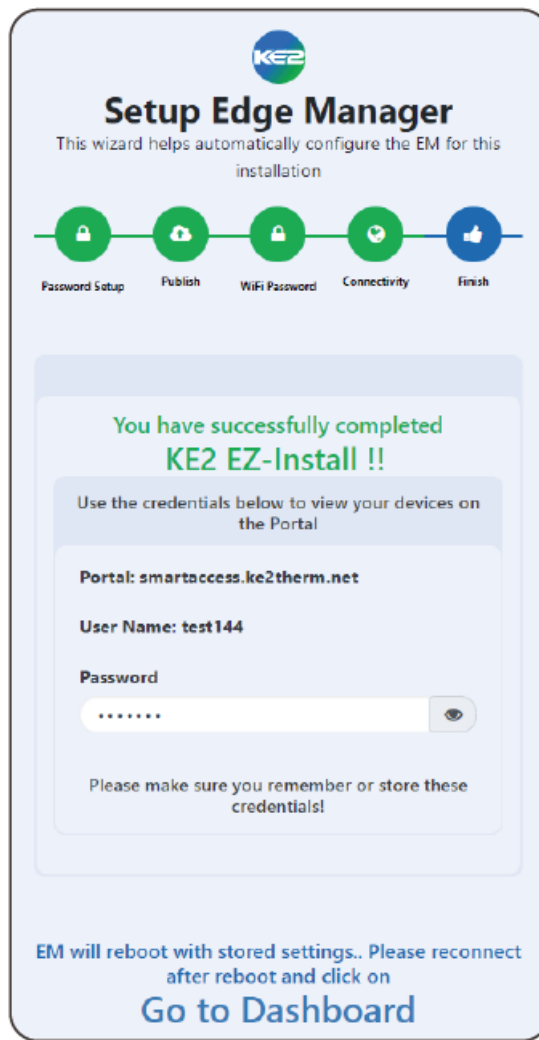 KE2
Setup Edge Manager
This wizard helps automatically configure the EM for this
installation
Password Setup
Publish
WiFi Password
Connectivity
Finish
You have successfully completed
KE2 EZ-Install !!
Use the credentials below to view your devices on
the Portal
Portal: smartaccess.ke2therm.net
User Name: test144
Password
•••••••
Please make sure you remember or store these
credentials!
EM will reboot with stored settings.. Please reconnect
after reboot and click on
Go to Dashboard